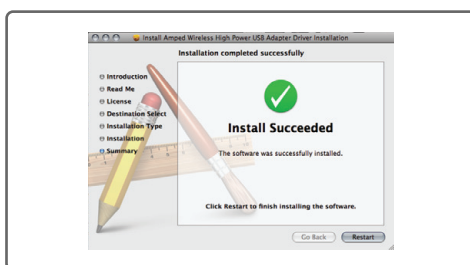 Install Amped Wireless High Power USB Adapter Driver Installation
Installation completed successfully
Introduction
Read Me
License
Destination Select
Installation Type
Installation
Summary
Install Succeeded
The software was successfully installed.
Click Restart to finish installing the software.
Go Back
Restart